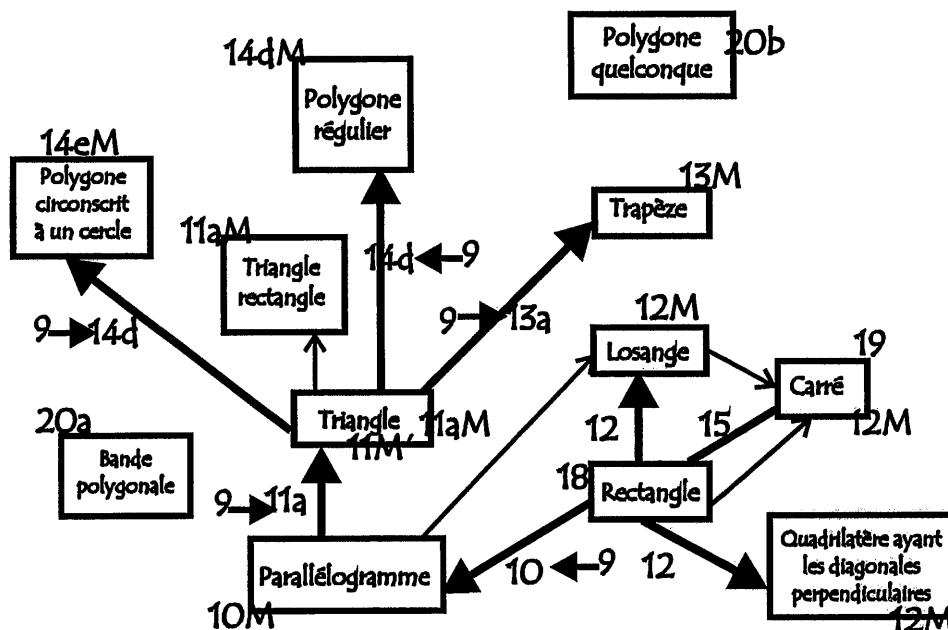 14dM
Polygone
régulier
Polygone
quelconque
20b
14eM
Polygone
circonscrit
à un cercle
11aM
Triangle
rectangle
14d
9
13M
Trapèze
9
13a
9
14d
12M
Losange
19
Carré
12M
20a
Bande
polygonale
Triangle
11M'
11aM
12
15
18
Rectangle
9
11a
10
9
12
Parallélogramme
10M
Quadrilatère ayant
les diagonales
perpendiculaires
12M